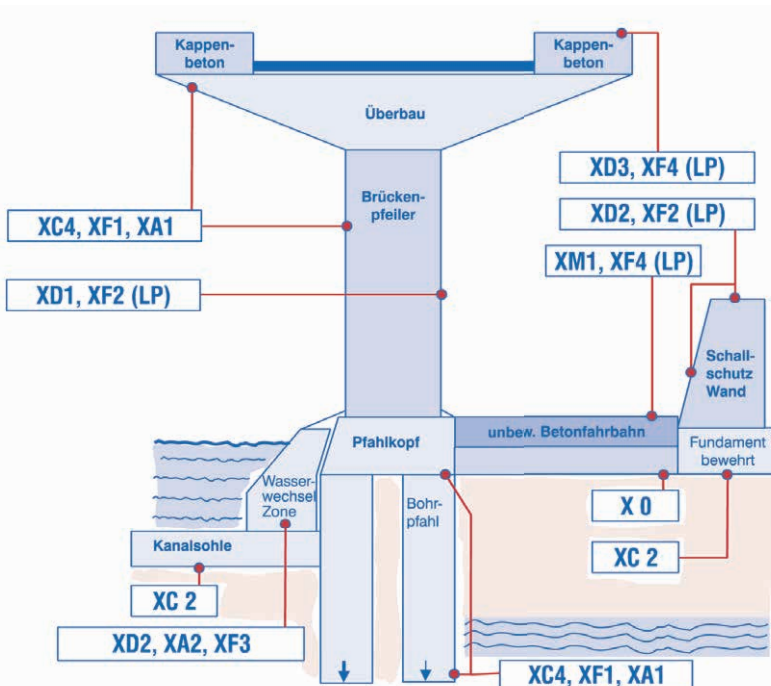 Kappen-
beton
Kappen-
beton
Überbau
XD3, XF4 (LP)
Brücken-
pfeiler
XD2, XF2 (LP)
XC4, XF1, XA1
XM1, XF4 (LP)
XD1, XF2 (LP)
Schall-
schutz
Wand
Pfahlkopf
unbew. Betonfahrbahn
Fundament
bewehrt
Wasser-
wechsel
Zone
Bohr-
pfahl
X 0
Kanalsohle
XC 2
XC 2
XD2, XA2, XF3
XC4, XF1, XA1